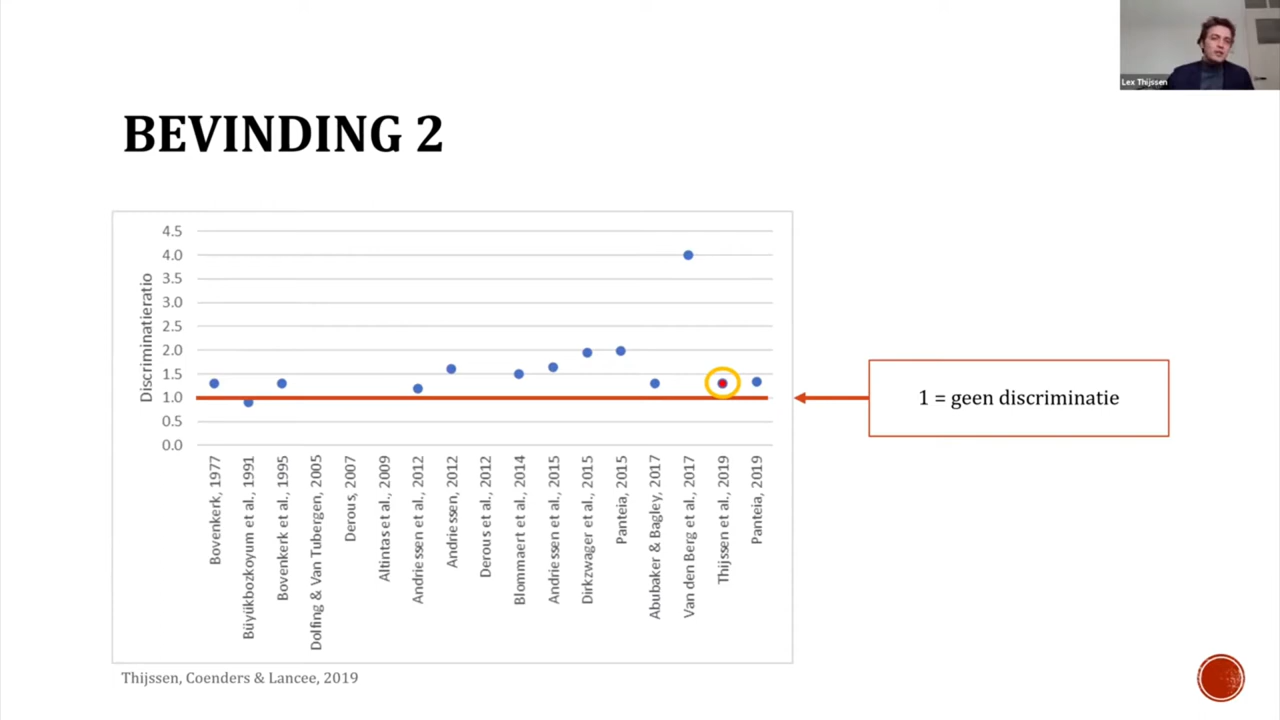 Lex Thijssen
BEVINDING 2
Discriminatieratio
4.5
4.0
3.5
3.0
2.5
2.0
1.5
1.0
0.5
0.0
Bovenkerk, 1977
Büyükbozkoyum et al., 1991
Bovenkerk et al., 1995
Dolfing & Van Tubergen, 2005
Derous, 2007
Altintas et al., 2009
Andriessen et al., 2012
Andriessen, 2012
Derous et al., 2012
Blommaert et al., 2014
Andriessen et al., 2015
Dirkzwager et al., 2015
Panteia, 2015
Abubaker & Bagley, 2017
Van den Berg et al., 2017
Thijssen et al., 2019
Panteia, 2019
1 = geen discriminatie
Thijssen, Coenders & Lancee, 2019